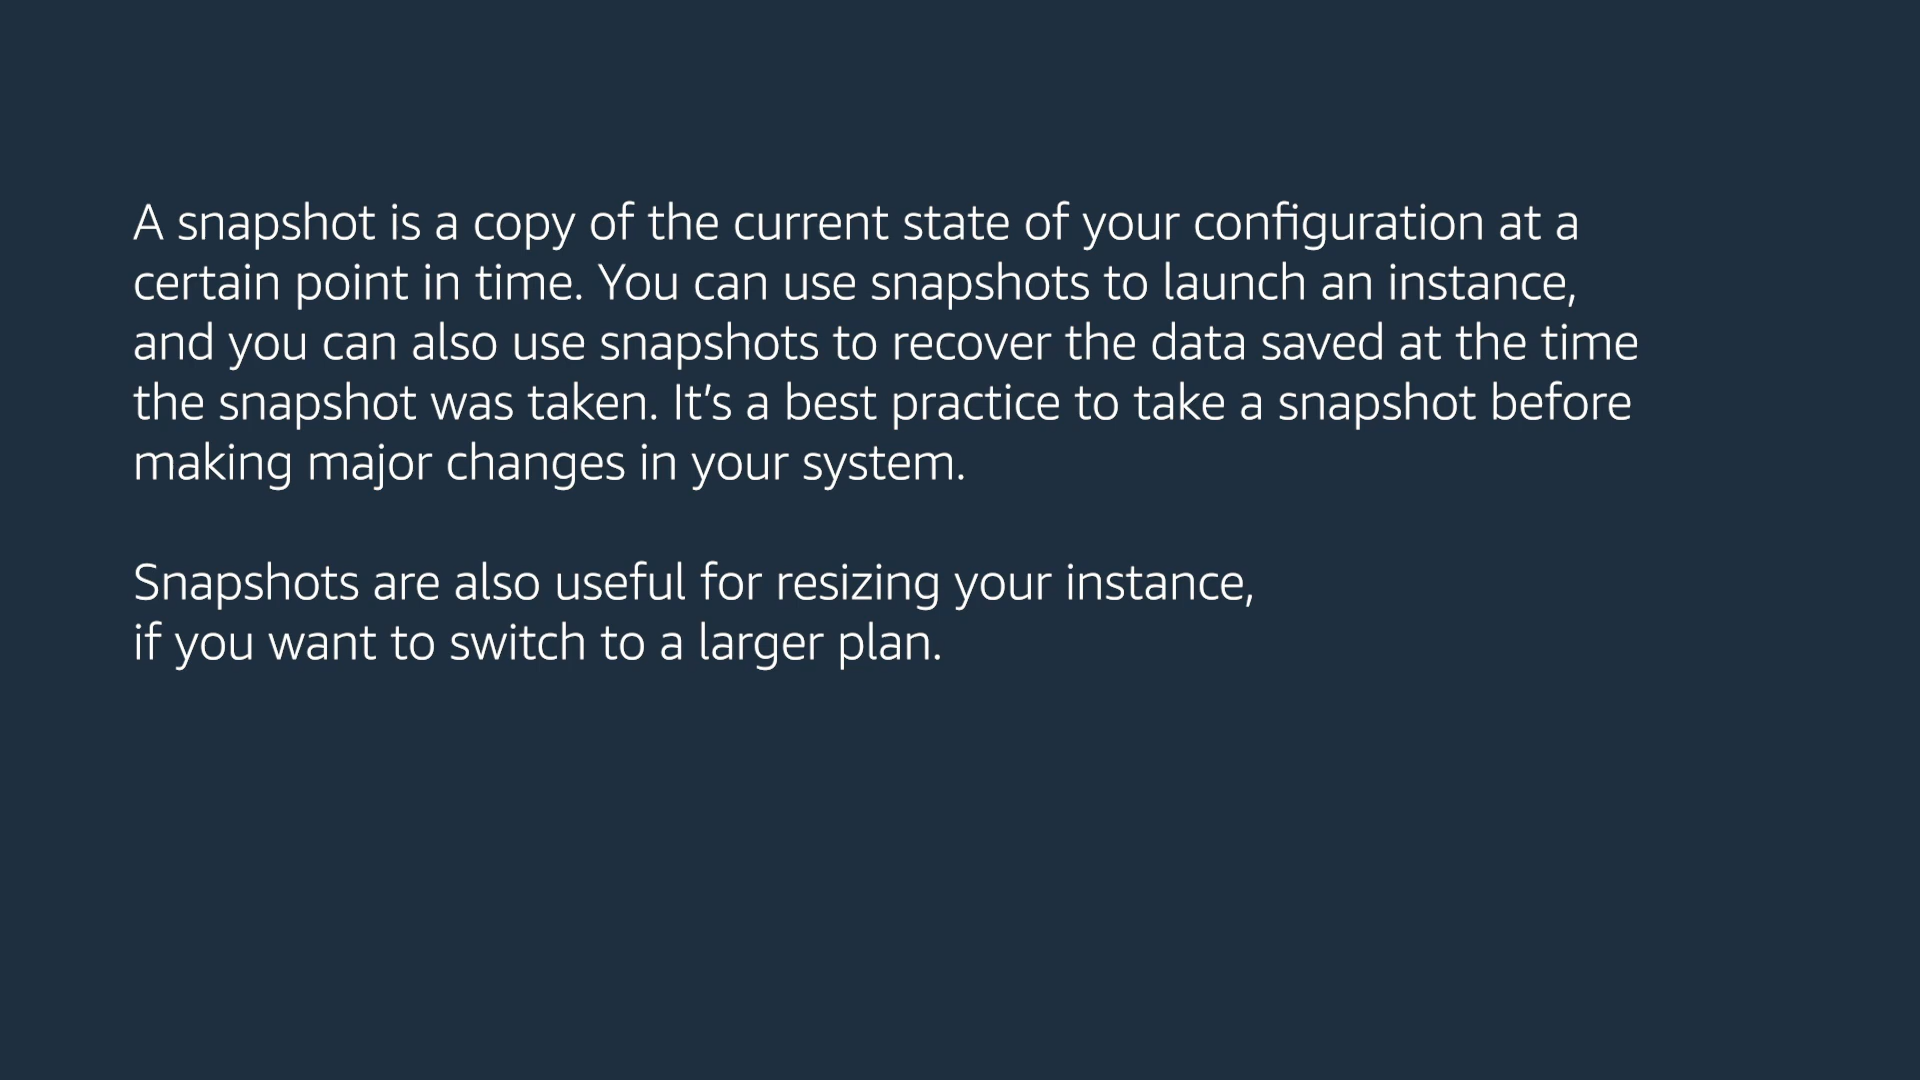 A snapshot is a copy of the current state of your configuration at a
certain point in time. You can use snapshots to launch an instance,
and you can also use snapshots to recover the data saved at the time
the snapshot was taken. It’s a best practice to take a snapshot before
making major changes in your system.
Snapshots are also useful for resizing your instance,
if you want to switch to a larger plan.